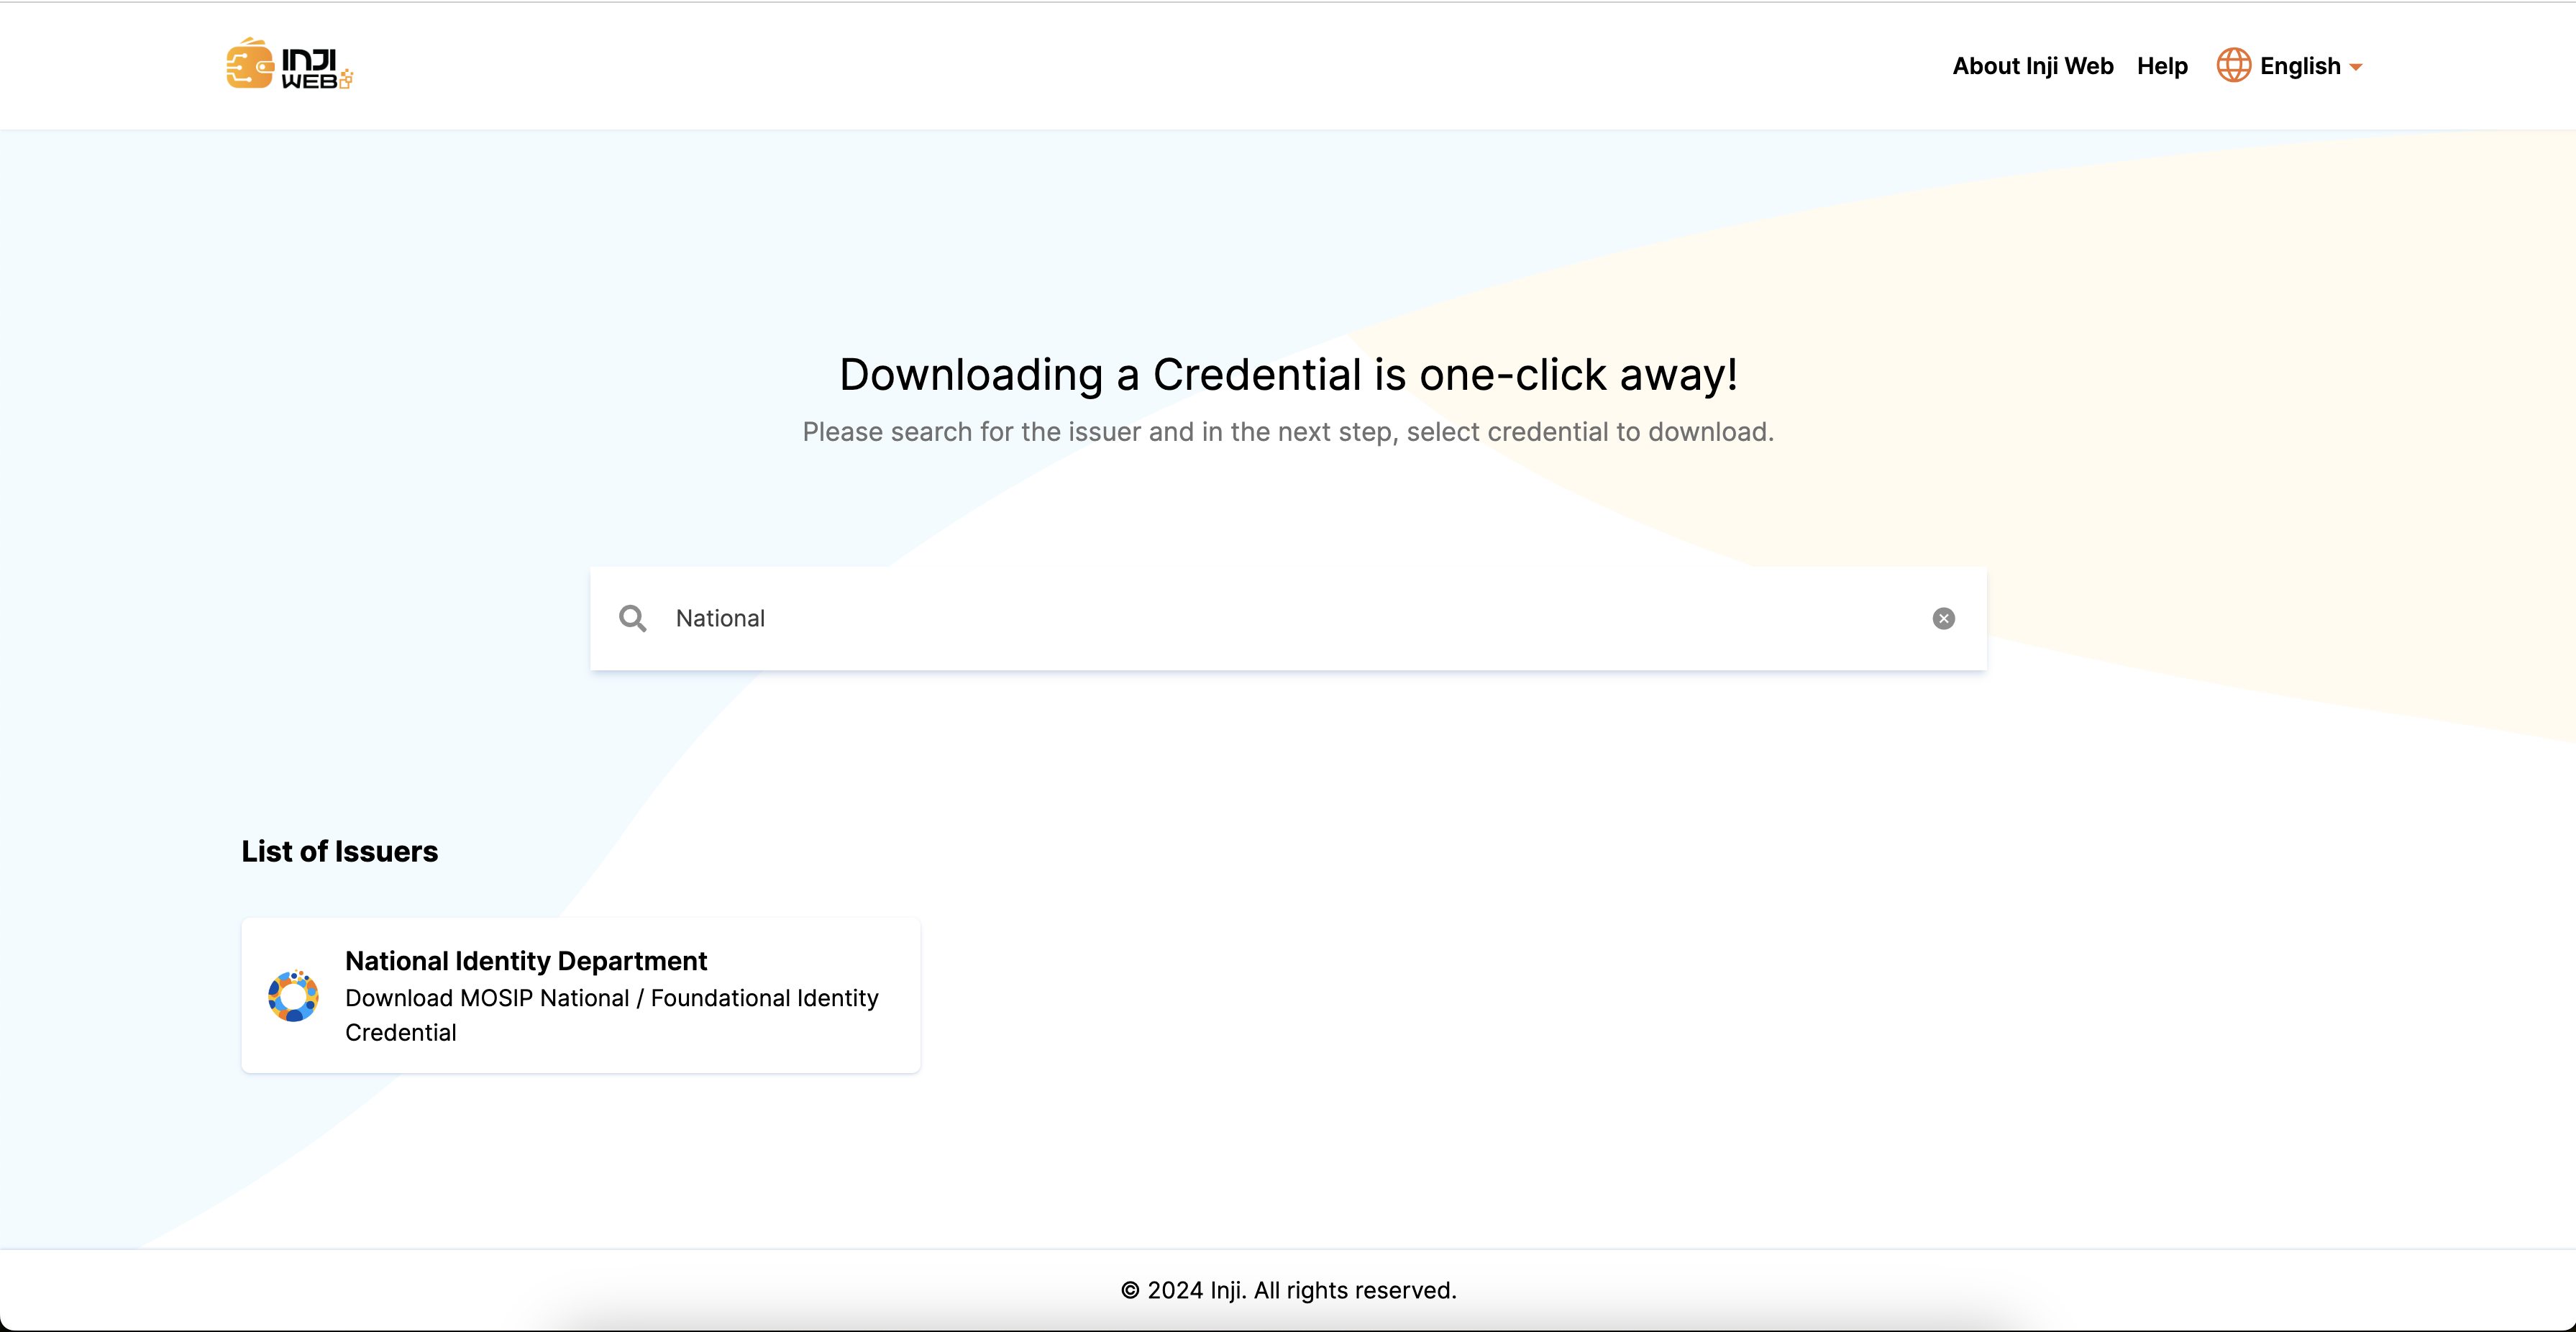 INJI
WEB
About Inji Web
Help
English
Downloading a Credential is one-click away!
Please search for the issuer and in the next step, select credential to download.
National
List of Issuers
National Identity Department
Download MOSIP National / Foundational Identity
Credential
© 2024 Inji. All rights reserved.